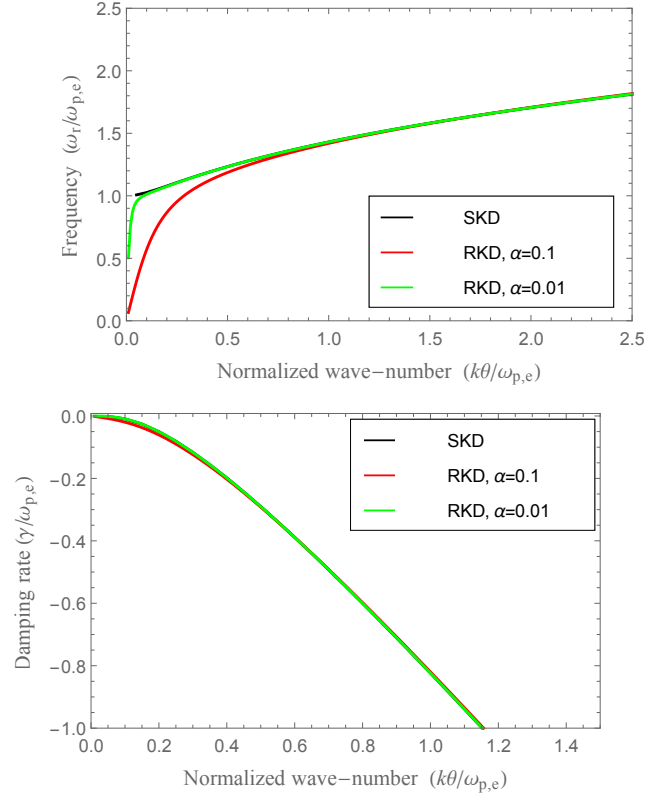 2.5
2.0
1.5
1.0
0.5
0.0
Frequency (ωr/ωp,e)
SKD
RKD, α=0.1
RKD, α=0.01
0.0 0.5 1.0 1.5 2.0 2.5
Normalized wave−number (kθ/ωp,e)
0.0
−0.2
−0.4
−0.6
−0.8
−1.0
Damping rate (γ/ωp,e)
SKD
RKD, α=0.1
RKD, α=0.01
0.0 0.2 0.4 0.6 0.8 1.0 1.2 1.4
Normalized wave−number (kθ/ωp,e)